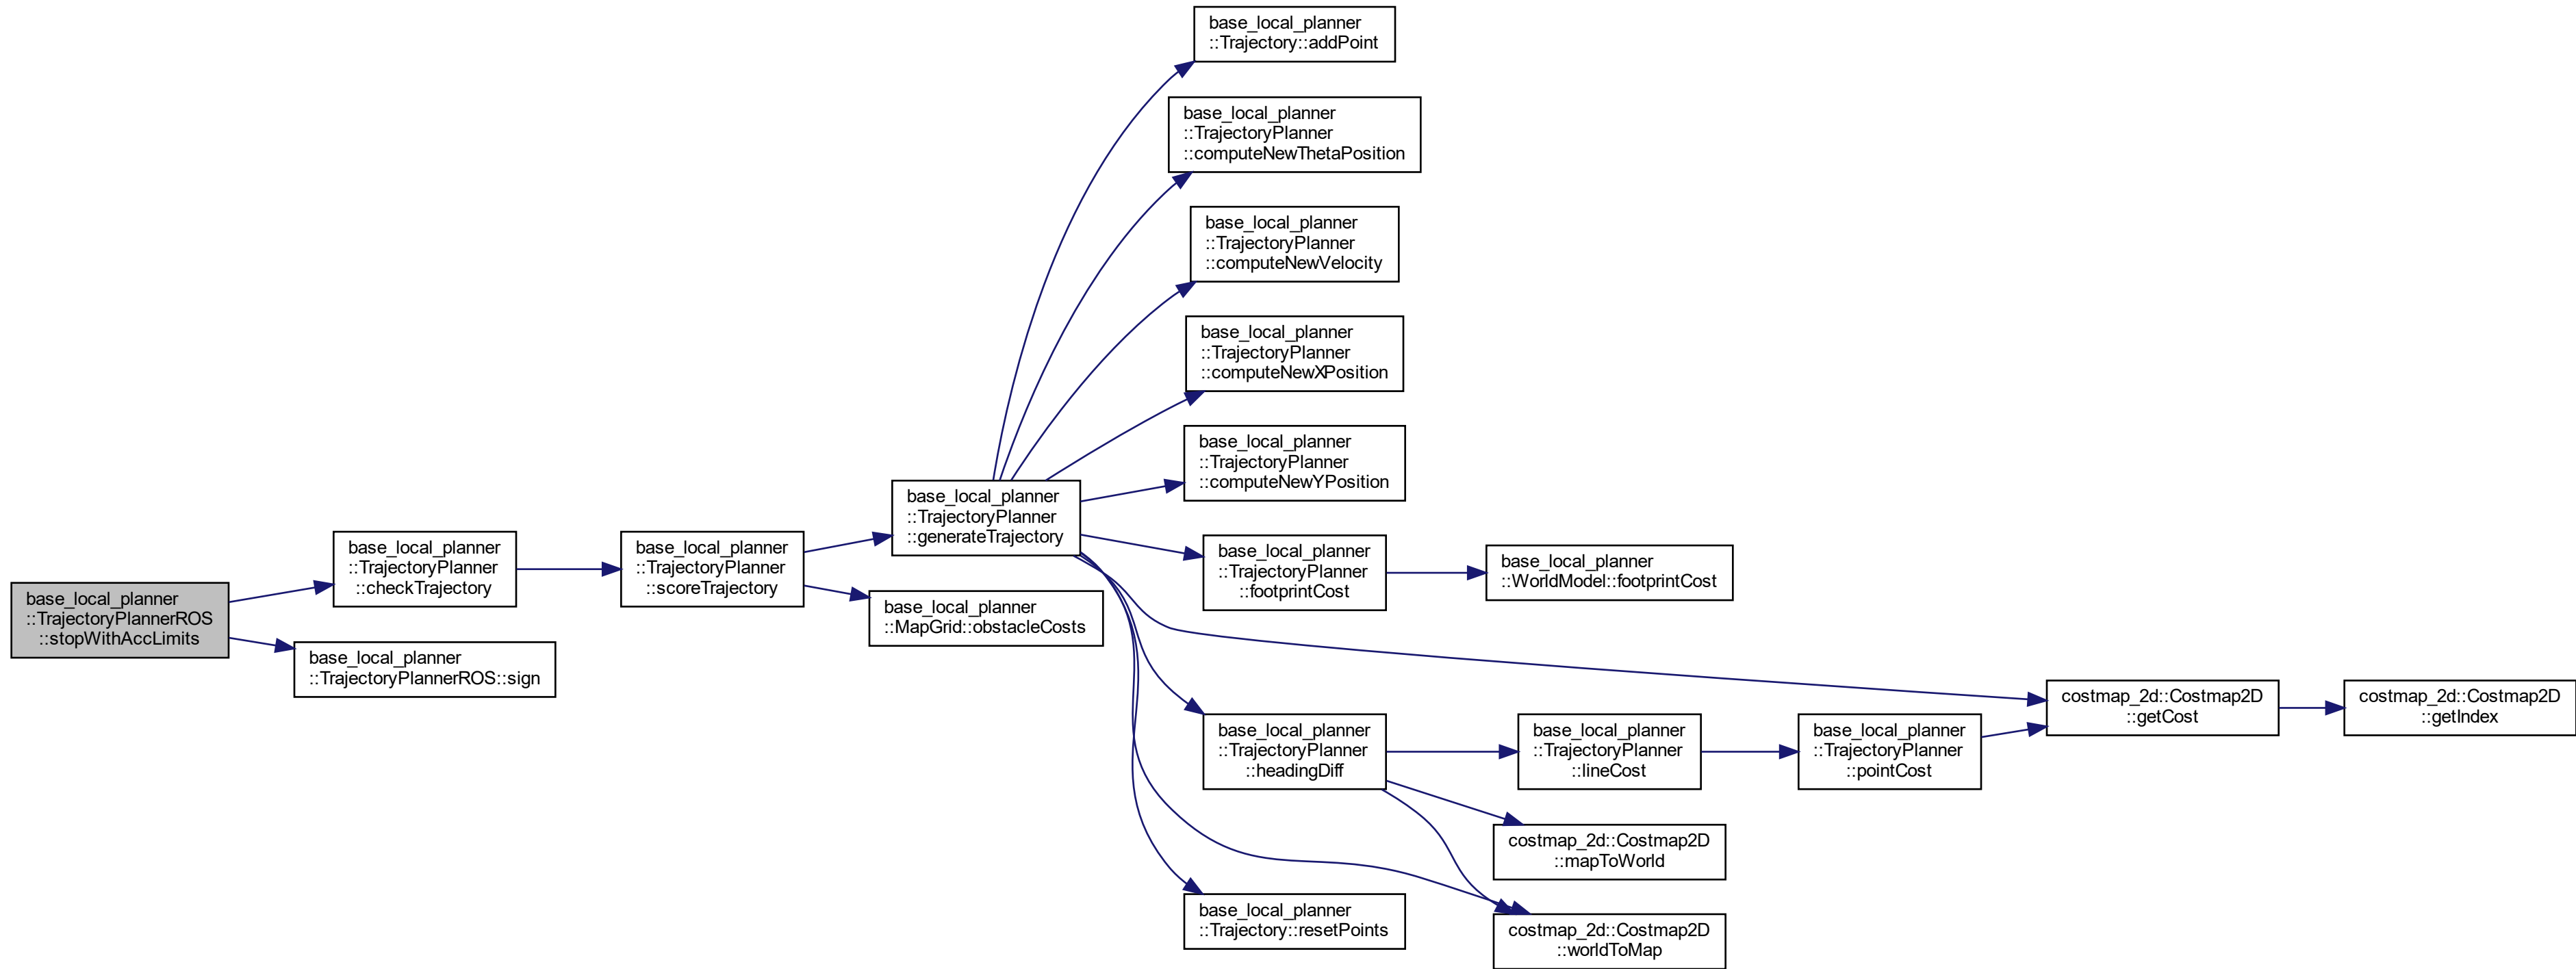 base_local_planner
::TrajectoryPlannerROS
::stopWithAccLimits
base_local_planner
::TrajectoryPlanner
::checkTrajectory
base_local_planner
::TrajectoryPlannerROS::sign
base_local_planner
::TrajectoryPlanner
::scoreTrajectory
base_local_planner
::TrajectoryPlanner
::generateTrajectory
base_local_planner
::MapGrid::obstacleCosts
base_local_planner
::Trajectory::addPoint
base_local_planner
::TrajectoryPlanner
::computeNewThetaPosition
base_local_planner
::TrajectoryPlanner
::computeNewVelocity
base_local_planner
::TrajectoryPlanner
::computeNewXPosition
base_local_planner
::TrajectoryPlanner
::computeNewYPosition
base_local_planner
::TrajectoryPlanner
::footprintCost
base_local_planner
::WorldModel::footprintCost
base_local_planner
::TrajectoryPlanner
::headingDiff
base_local_planner
::TrajectoryPlanner
::lineCost
base_local_planner
::TrajectoryPlanner
::pointCost
costmap_2d::Costmap2D
::getCost
costmap_2d::Costmap2D
::getIndex
costmap_2d::Costmap2D
::mapToWorld
costmap_2d::Costmap2D
::worldToMap
base_local_planner
::Trajectory::resetPoints